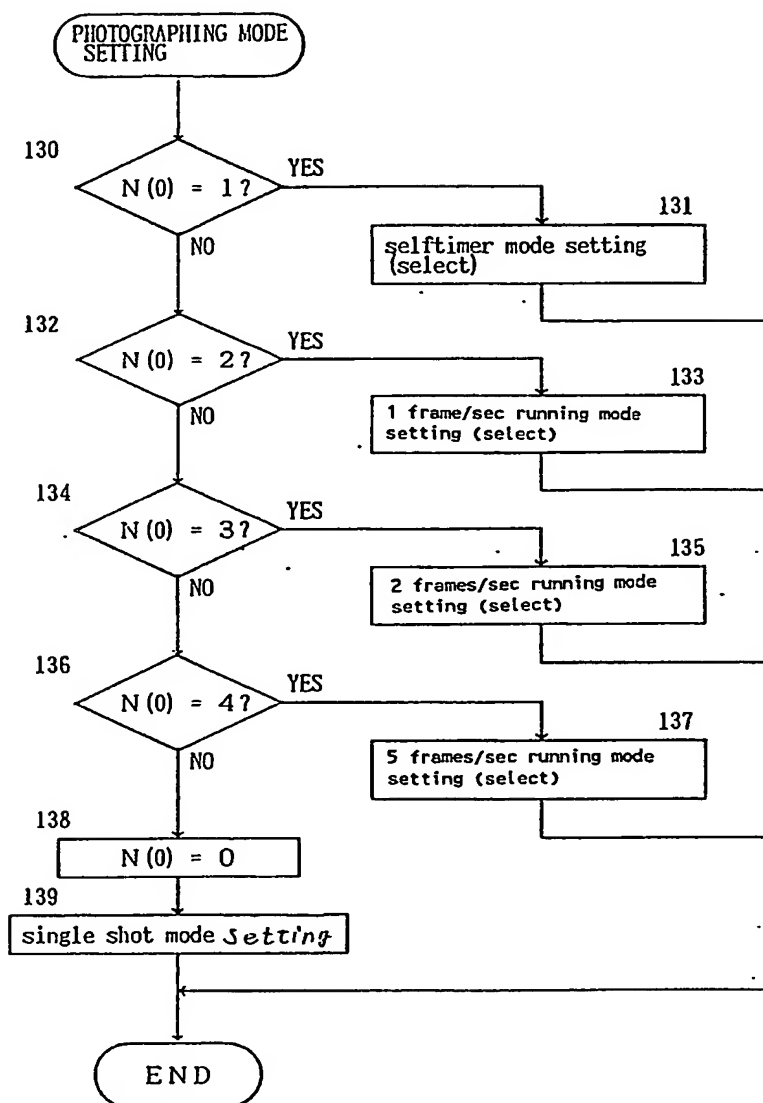 PHOTOGRAPHING MODE
SETTING
130
N(0) = 1?
YES
NO
131
selftimer mode setting
(select)
132
N(0) = 2?
YES
NO
133
1 frame/sec running mode
setting (select)
134
N(0) = 3?
YES
NO
135
2 frames/sec running mode
setting (select)
136
N(0) = 4?
YES
NO
137
5 frames/sec running mode
setting (select)
138
N(0) = 0
139
single shot mode setting
END